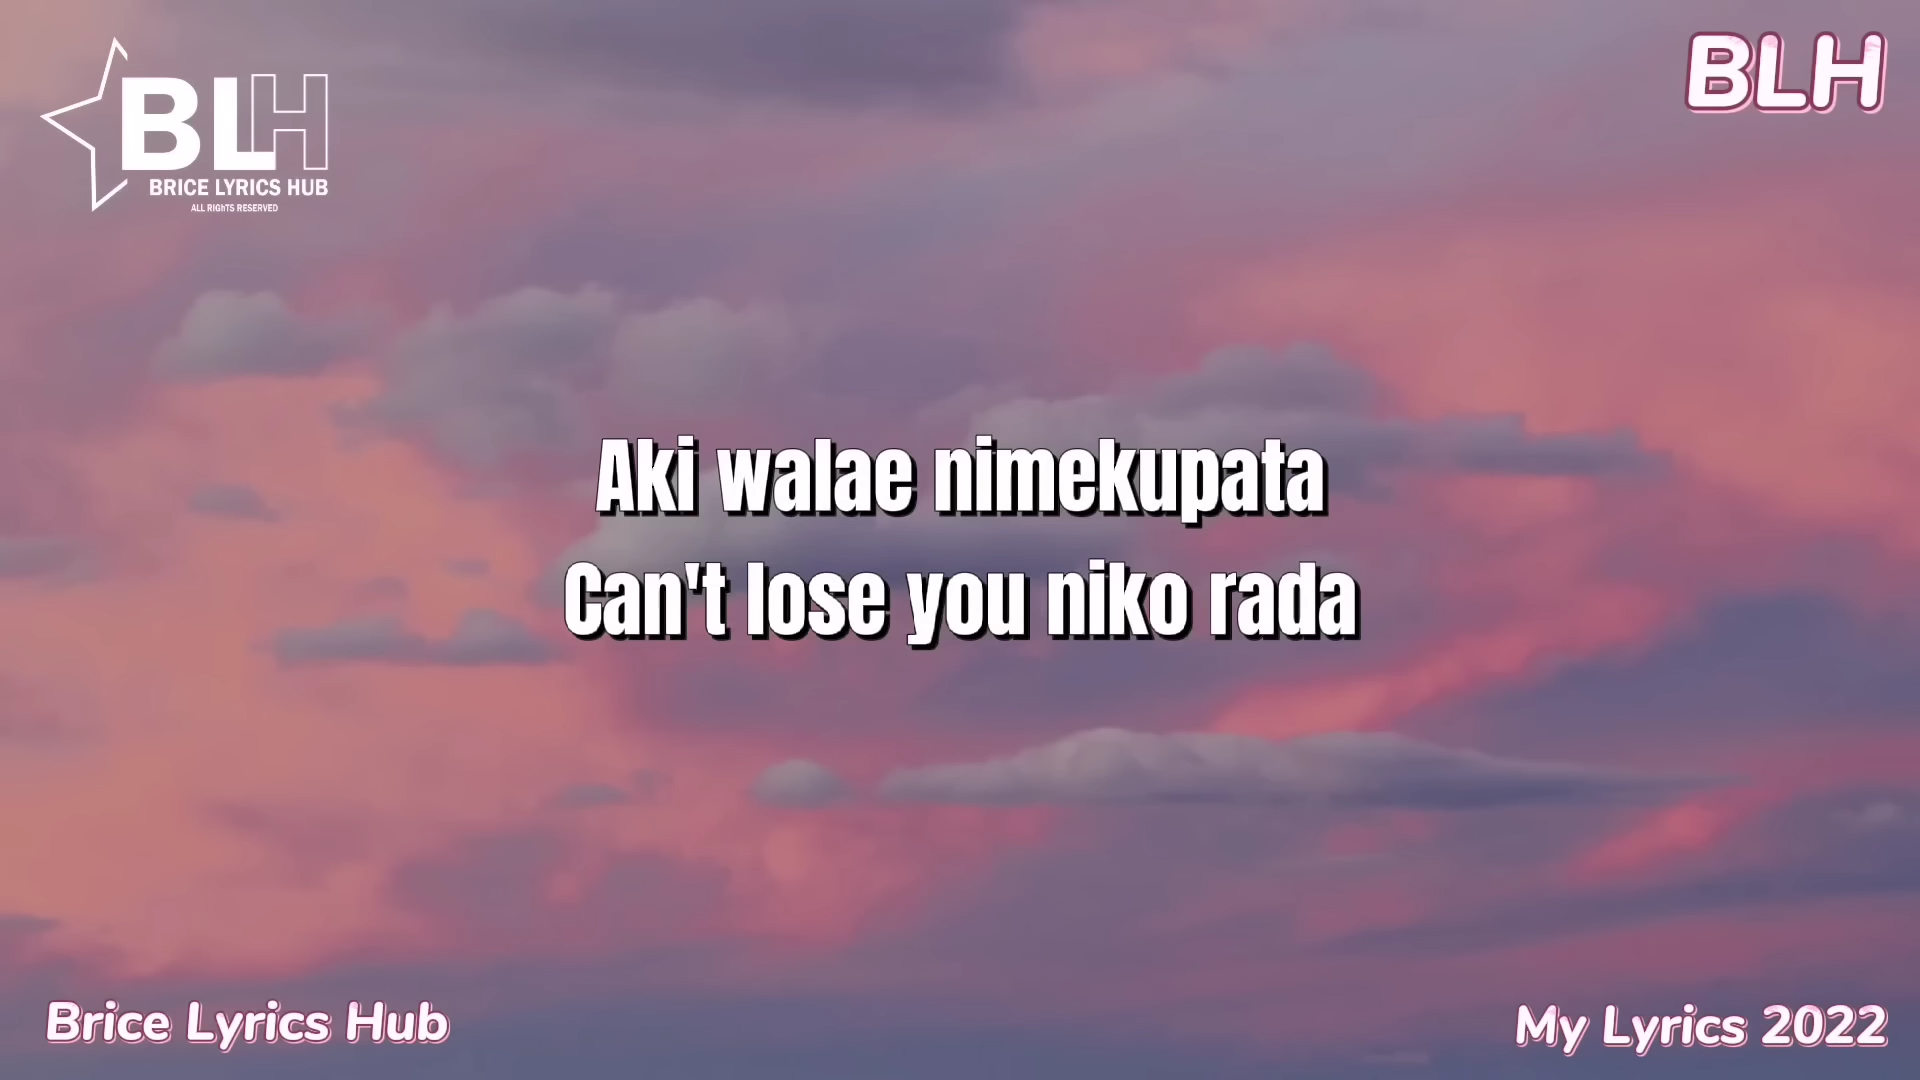 BLH
BRICE LYRICS HUB
ALL RIGHTS RESERVED
BLH
Aki walae nimekupata
Can't lose you niko rada
Brice Lyrics Hub
My Lyrics 2022